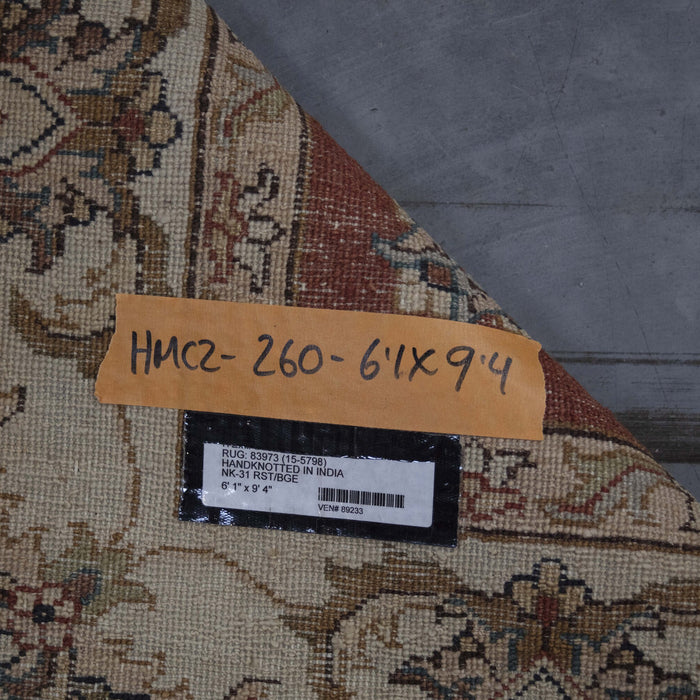 HMC2-260-6'1X9'4
RUG: 83973 (15-5798)
HANDKNOTTED IN INDIA
NK-31 RST/BGE
6' 1" x 9' 4"
VEN# 89233